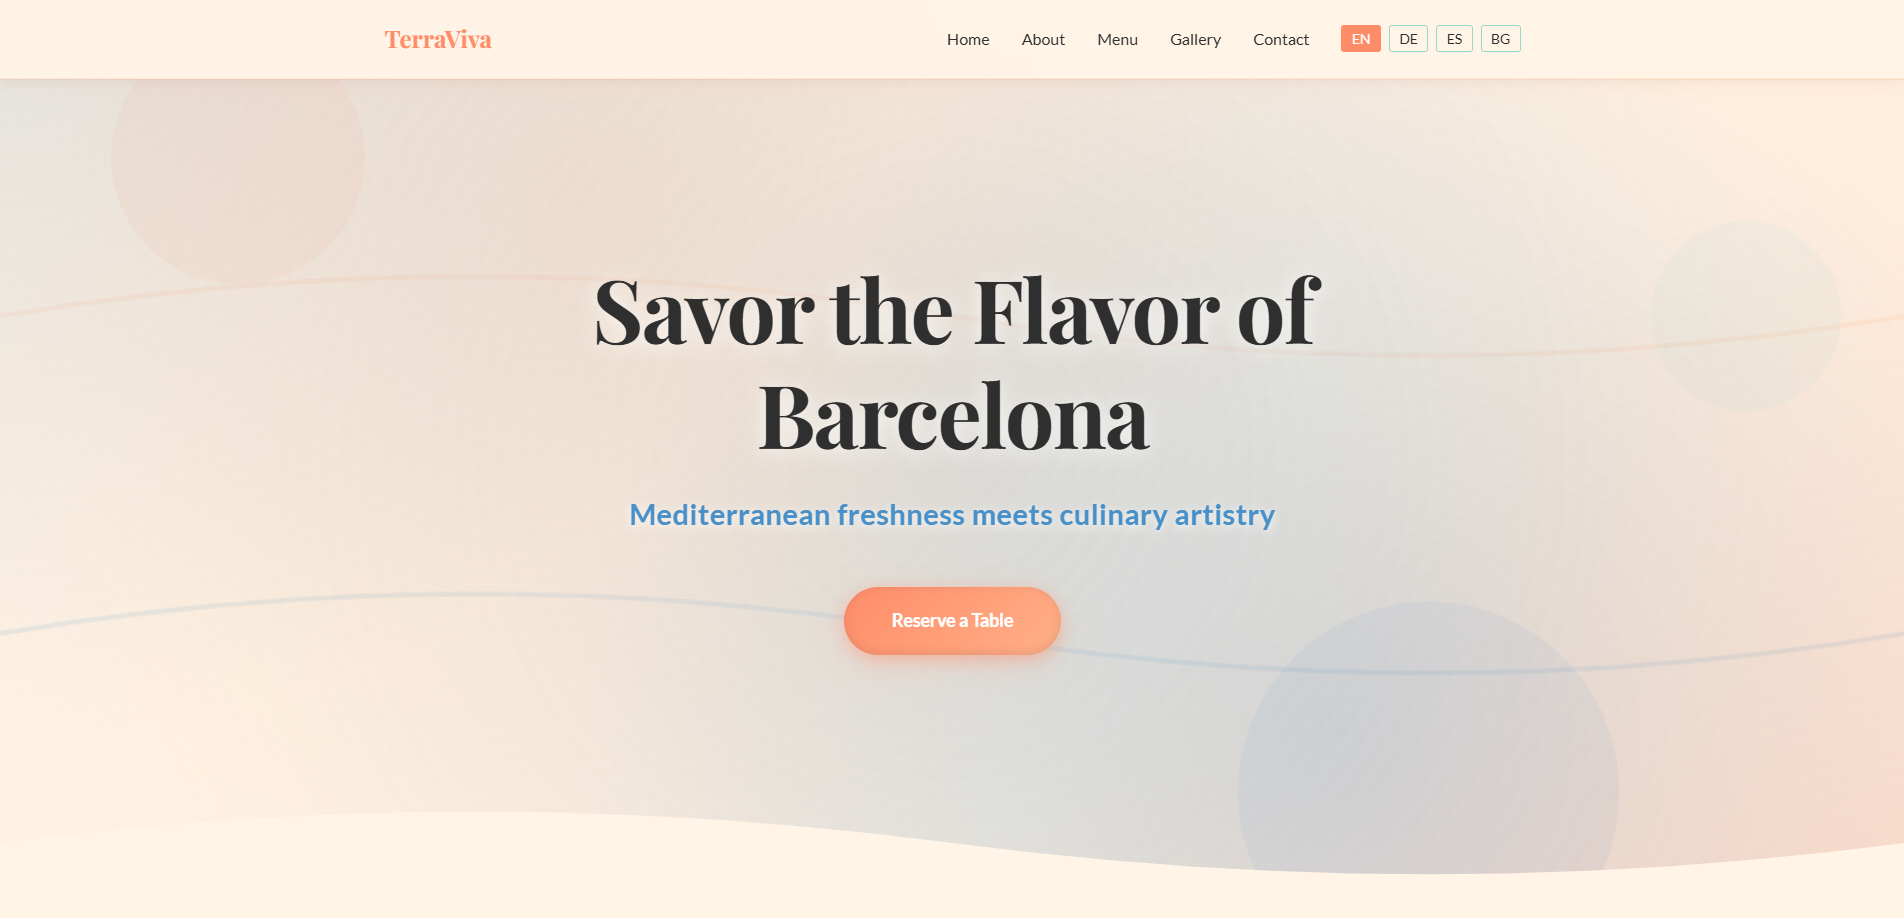 TerraViva
Home About Menu Gallery Contact EN DE ES BG
Savor the Flavor of
Barcelona
Mediterranean freshness meets culinary artistry
Reserve a Table